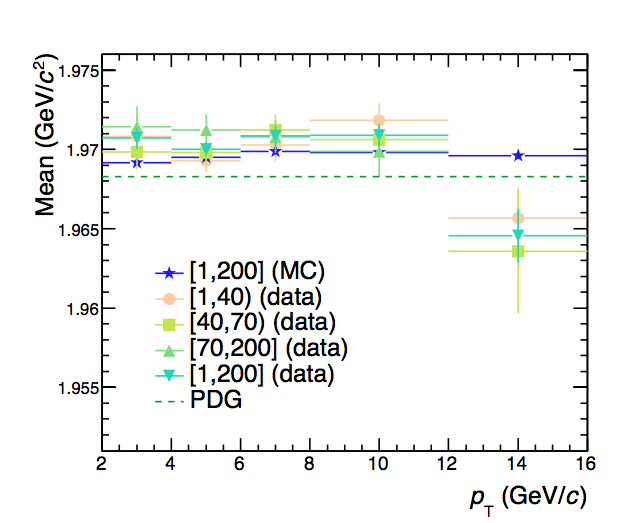 Mean (GeV/c²)
1.975
1.97
1.965
1.96
1.955
[1,200] (MC)
[1,40) (data)
[40,70) (data)
[70,200] (data)
[1,200] (data)
PDG
2 4 6 8 10 12 14 16
p_T (GeV/c)